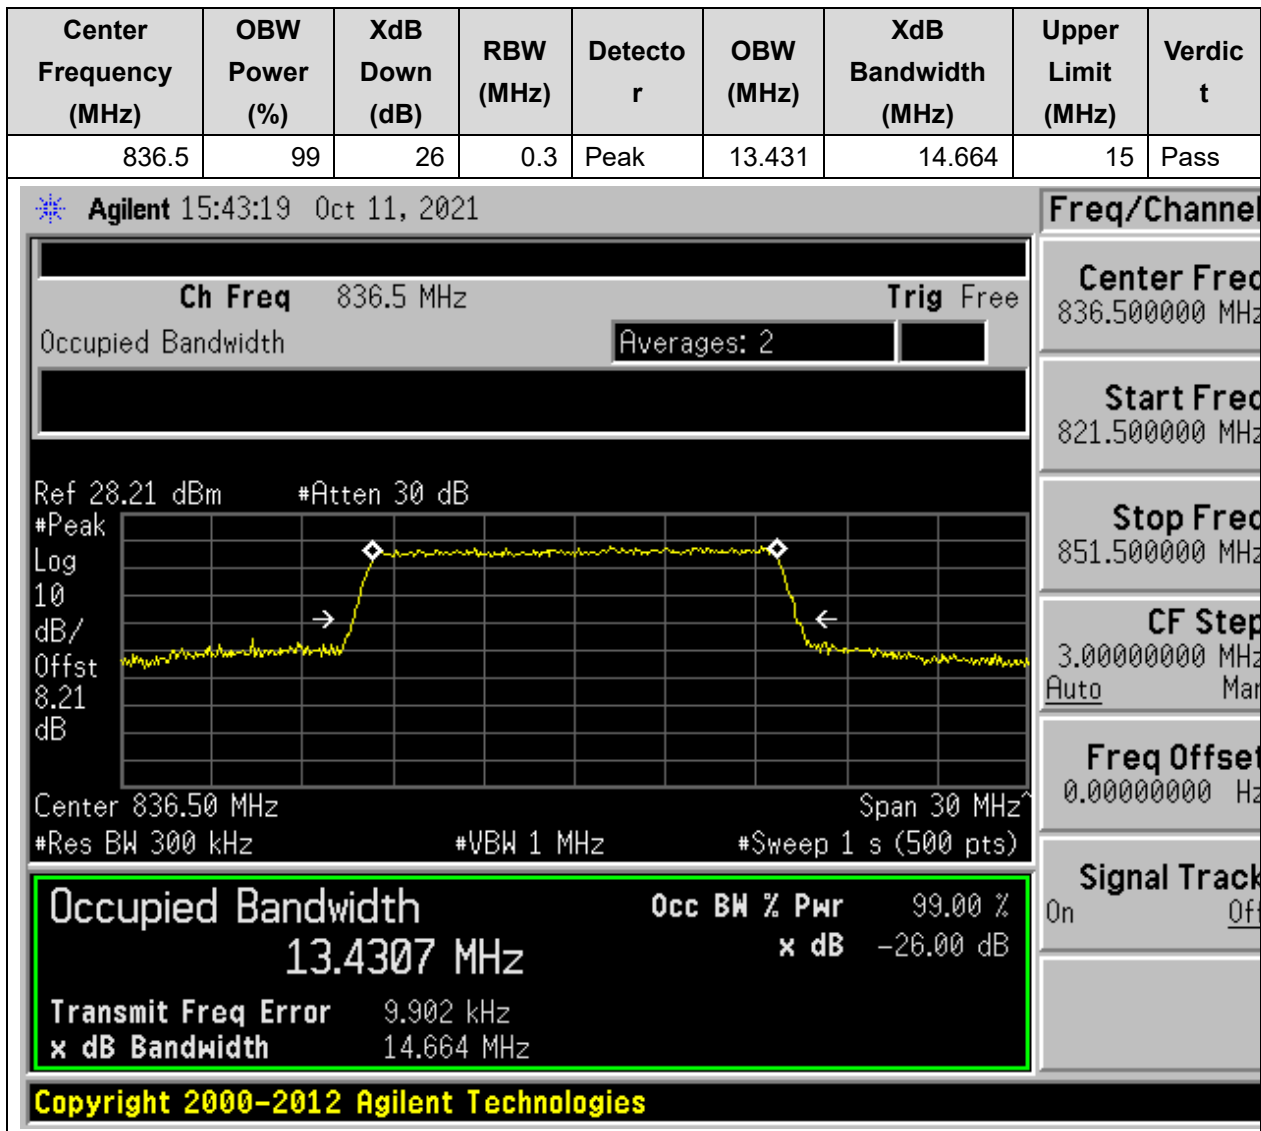 Center Frequency (MHz) OBW Power (%) XdB Down (dB) RBW (MHz) Detecto r OBW (MHz) XdB Bandwidth (MHz) Upper Limit (MHz) Verdic t
836.5 99 26 0.3 Peak 13.431 14.664 15 Pass
Agilent 15:43:19 Oct 11, 2021
Freq/Channel
Ch Freq 836.5 MHz Trig Free
Occupied Bandwidth Averages: 2
Center Freq
836.500000 MHz
Start Freq
821.500000 MHz
Stop Freq
851.500000 MHz
CF Step
3.00000000 MHz
Auto Man
Freq Offset
0.00000000 Hz
Signal Track
On Off
Ref 28.21 dBm #Atten 30 dB
#Peak
Log
10
dB/
Offst
8.21
dB
Center 836.50 MHz Span 30 MHz^
#Res BW 300 kHz #VBW 1 MHz #Sweep 1 s (500 pts)
Occupied Bandwidth Occ BW % Pwr 99.00 %
13.4307 MHz x dB -26.00 dB
Transmit Freq Error 9.902 kHz
x dB Bandwidth 14.664 MHz
Copyright 2000-2012 Agilent Technologies